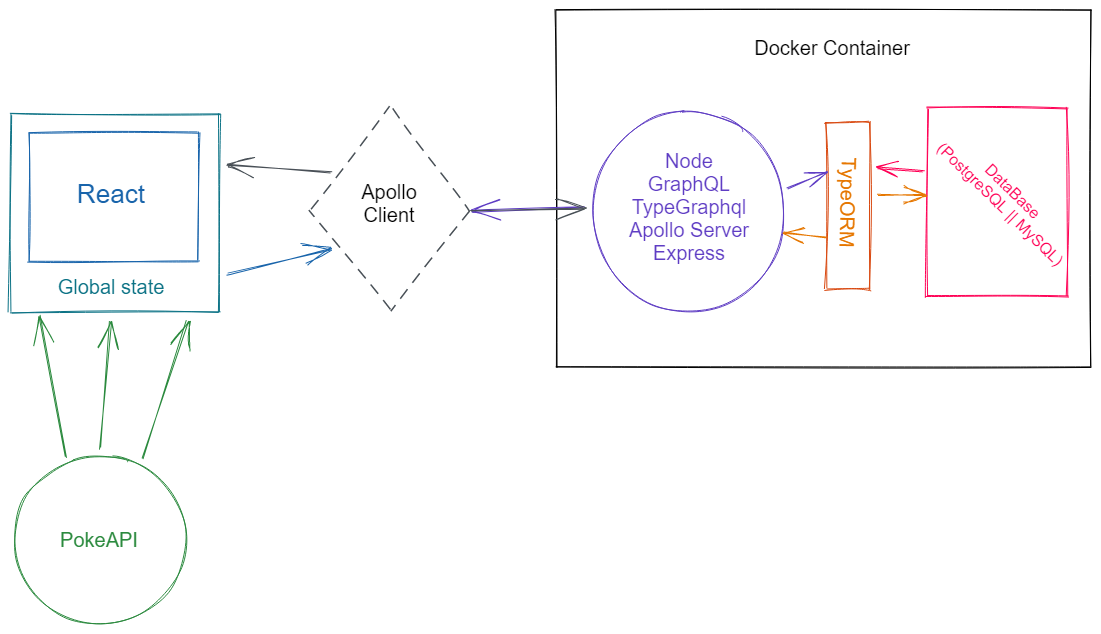 Docker Container
React
Global state
Apollo
Client
Node
GraphQL
TypeGraphql
Apollo Server
Express
TypeORM
DataBase
(PostgreSQL || MySQL)
PokeAPI